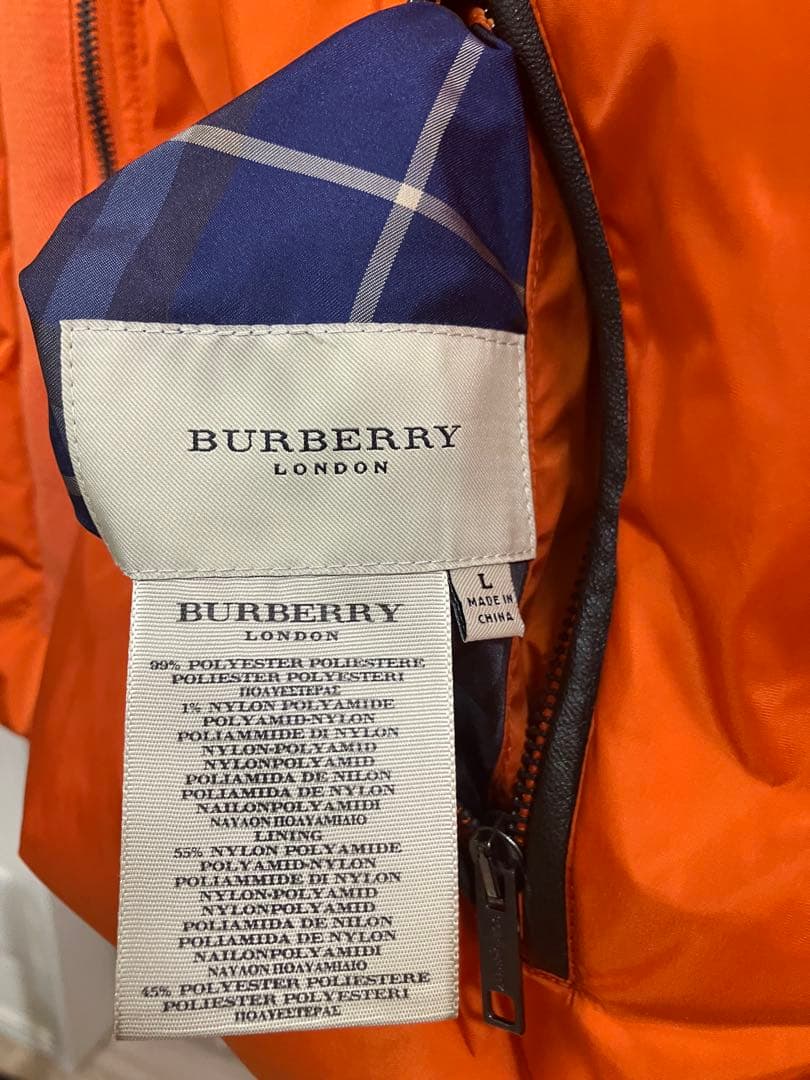 BURBERRY
LONDON
L
MADE IN
CHINA
BURBERRY
LONDON
99% POLYESTER POLIESTERE
POLIESTER POLYESTERI
ΠΟΛΥΕΣΤΕΡΑΣ
1% NYLON POLYAMIDE
POLYAMID-NYLON
POLIAMMIDE DI NYLON
NYLON-POLYAMID
NYLONPOLYAMID
POLIAMIDA DE NILON
POLIAMIDA DE NYLON
NAILONPOLYAMIDI
ΝΑΥΛΟΝ ΠΟΛΥΑΜΙΔΙΟ
LINING
55% NYLON POLYAMIDE
POLYAMID-NYLON
POLIAMMIDE DI NYLON
NYLON-POLYAMID
NYLONPOLYAMID
POLIAMIDA DE NILON
POLIAMIDA DE NYLON
NAILONPOLYAMIDI
ΝΑΥΛΟΝ ΠΟΛΥΑΜΙΔΙΟ
45% POLYESTER POLIESTERE
POLIESTER POLYESTERI
ΠΟΛΥΕΣΤΕΡΑΣ